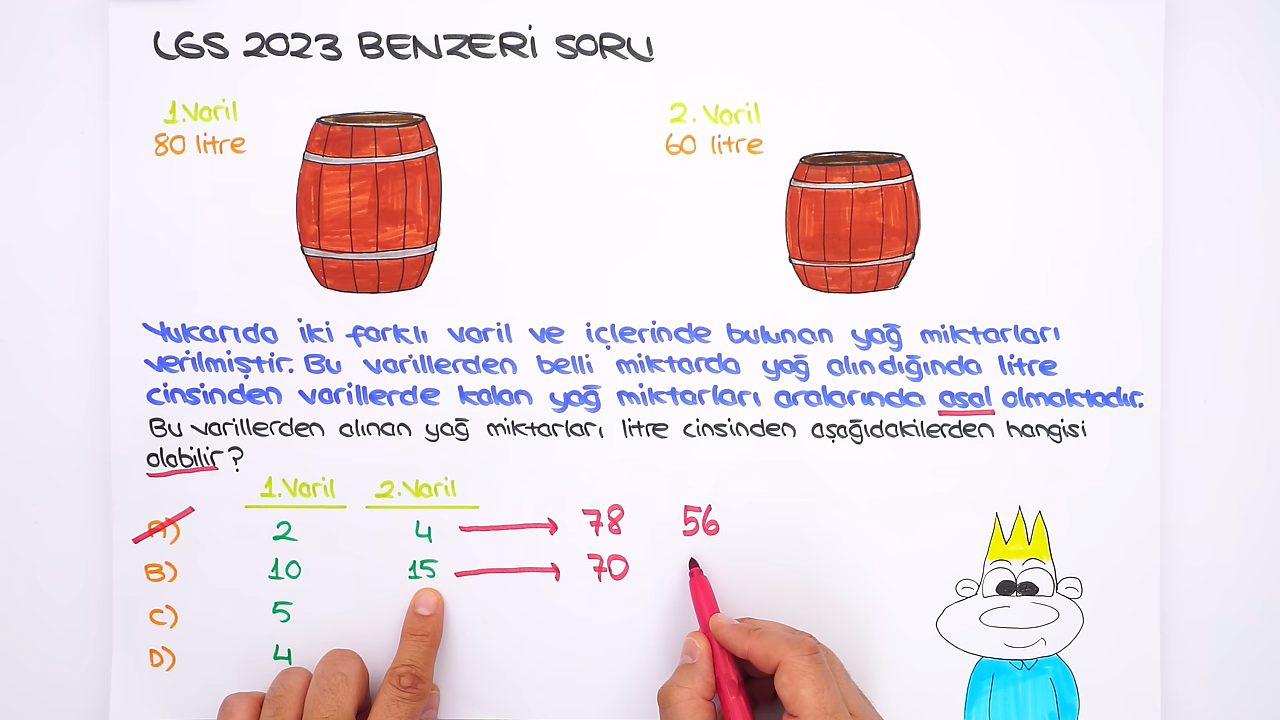 LGS 2023 BENZERİ SORU
1.Varil
80 litre
2. Varil
60 litre
Yukarıda iki farklı varil ve içlerinde bulunan yağ miktarları
verilmiştir. Bu varillerden belli miktarda yağ alındığında litre
cinsinden varillerde kalan yağ miktarları aralarında asal olmaktadır.
Bu varillerden alınan yağ miktarları litre cinsinden aşağıdakilerden hangisi
olabilir?
1.Varil 2.Varil
A) 2 4 78 56
B) 10 15 70
C) 5
D) 4